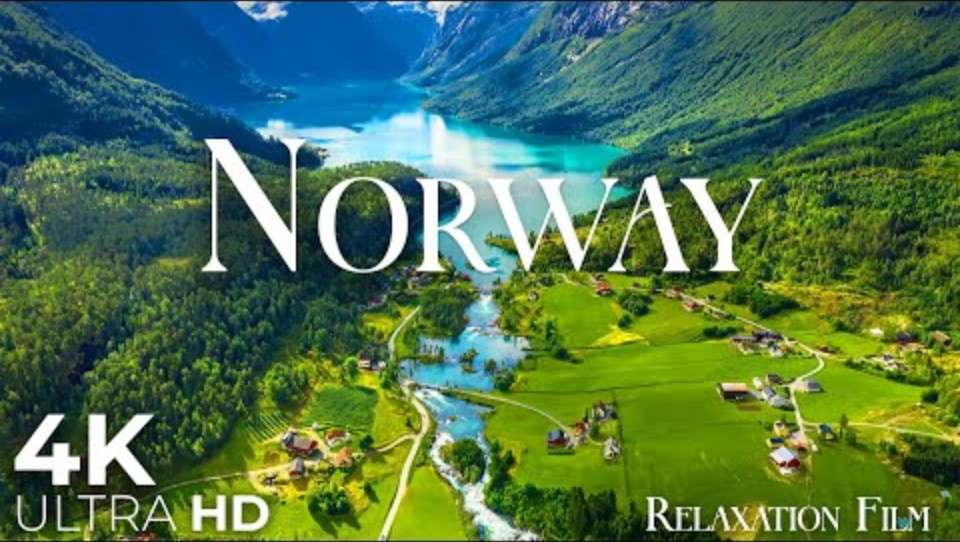 NORWAY
4K
ULTRA HD
RELAXATION FILM